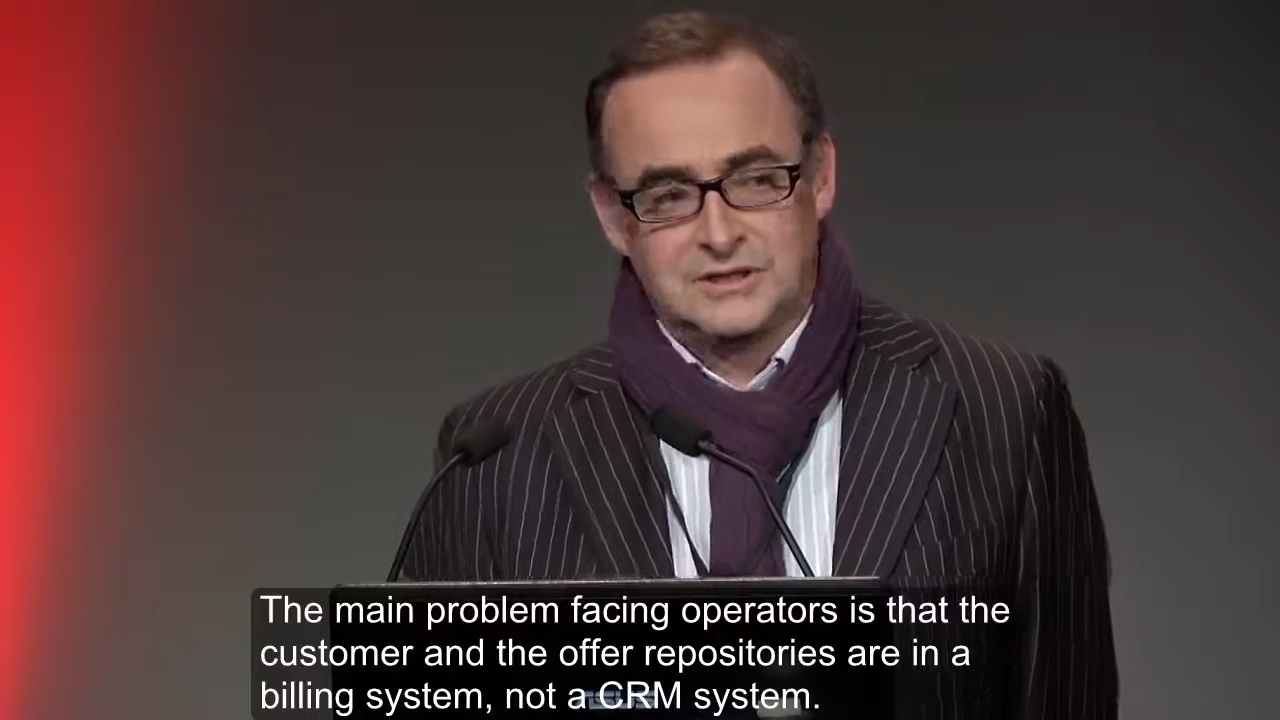 The main problem facing operators is that the
customer and the offer repositories are in a
billing system, not a CRM system.